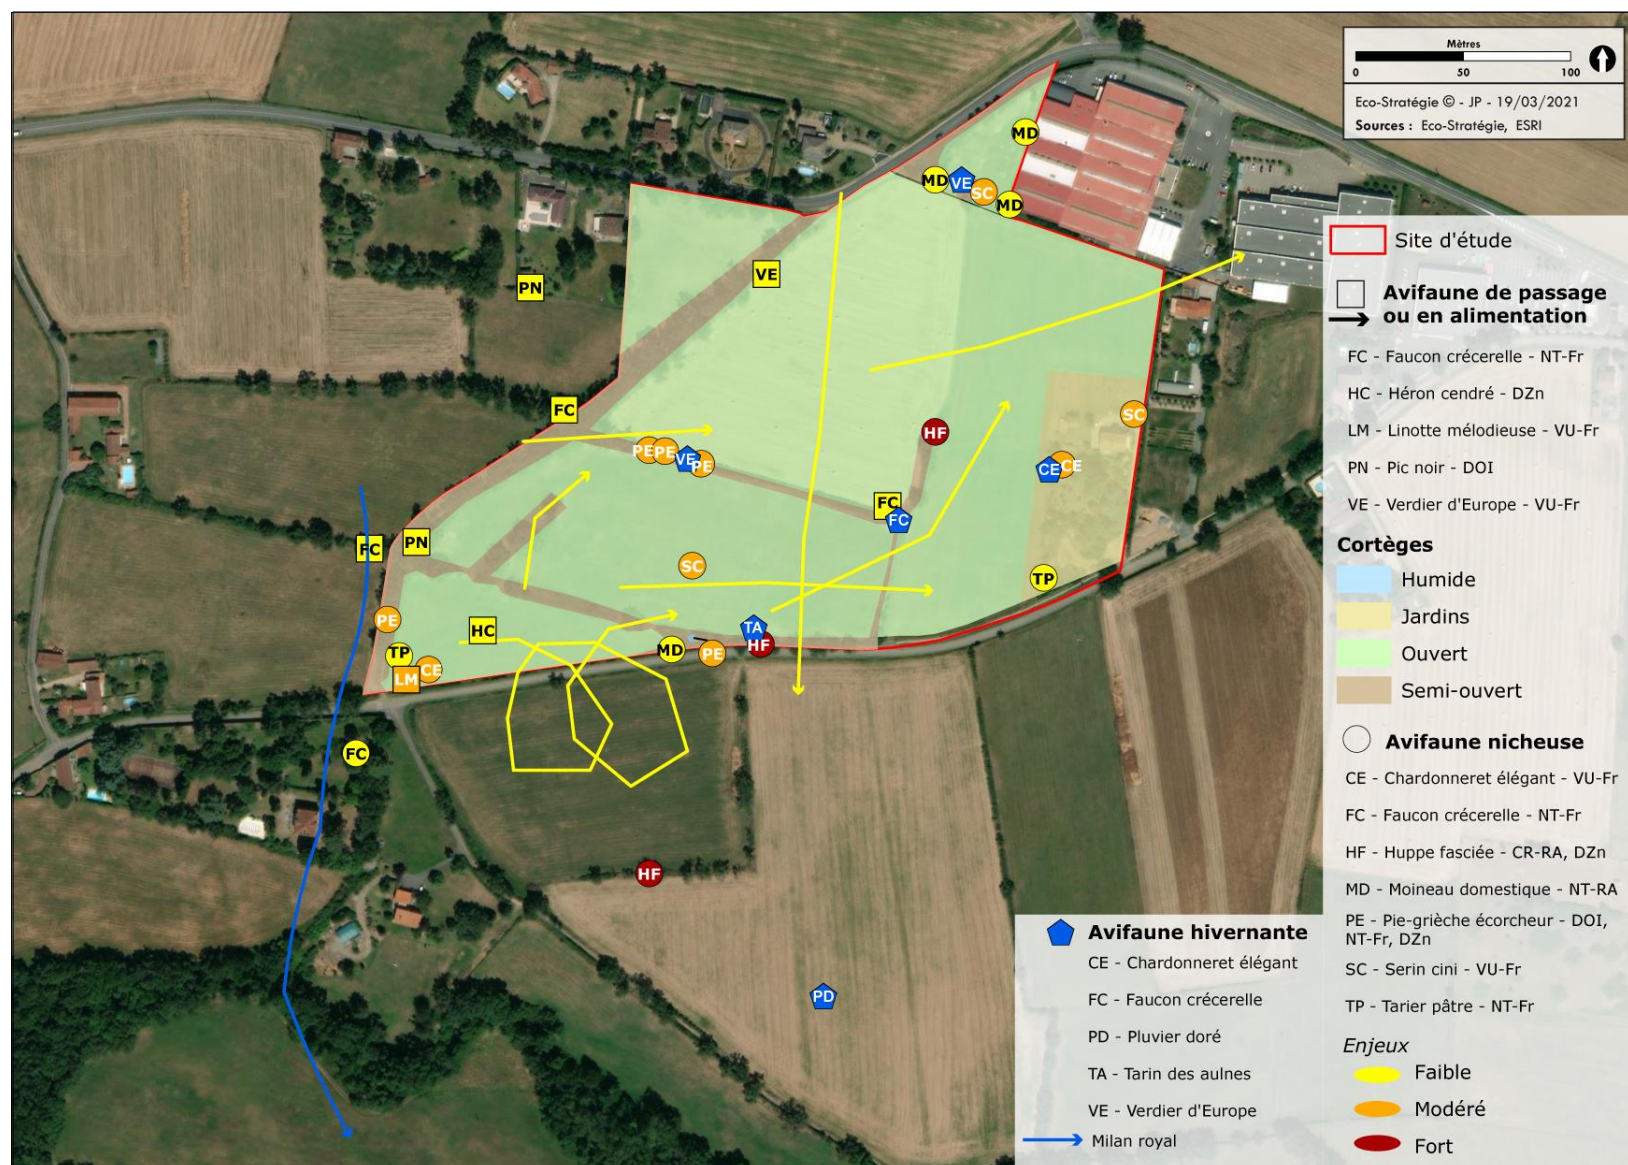 Mètres
0 50 100
Eco-Stratégie © - JP - 19/03/2021
Sources : Eco-Stratégie, ESRI
MD
MD
VE
SC
MD
VE
PN
FC
SC
HF
PE
PE
VE
PE
CE
CE
FC
FC
FC
PN
SC
TP
PE
HC
TA
HF
MD
PE
TP
CE
LM
FC
HF
PD
Site d'étude
Avifaune de passage
ou en alimentation
FC - Faucon crécerelle - NT-Fr
HC - Héron cendré - DZn
LM - Linotte mélodieuse - VU-Fr
PN - Pic noir - DOI
VE - Verdier d'Europe - VU-Fr
Cortèges
Humide
Jardins
Ouvert
Semi-ouvert
Avifaune nicheuse
CE - Chardonneret élégant - VU-Fr
FC - Faucon crécerelle - NT-Fr
HF - Huppe fasciée - CR-RA, DZn
MD - Moineau domestique - NT-RA
PE - Pie-grièche écorcheur - DOI,
NT-Fr, DZn
SC - Serin cini - VU-Fr
TP - Tarier pâtre - NT-Fr
Enjeux
Faible
Modéré
Fort
Avifaune hivernante
CE - Chardonneret élégant
FC - Faucon crécerelle
PD - Pluvier doré
TA - Tarin des aulnes
VE - Verdier d'Europe
Milan royal